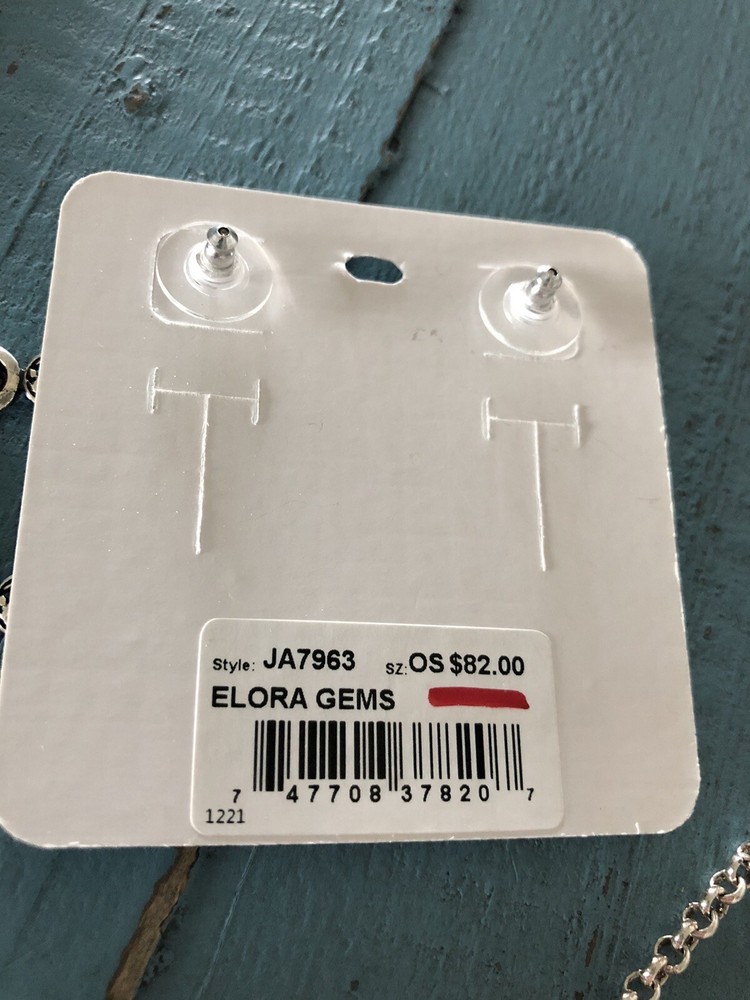 Style: JA7963 SZ: OS $82.00
ELORA GEMS
7 47708 37820 7
1221